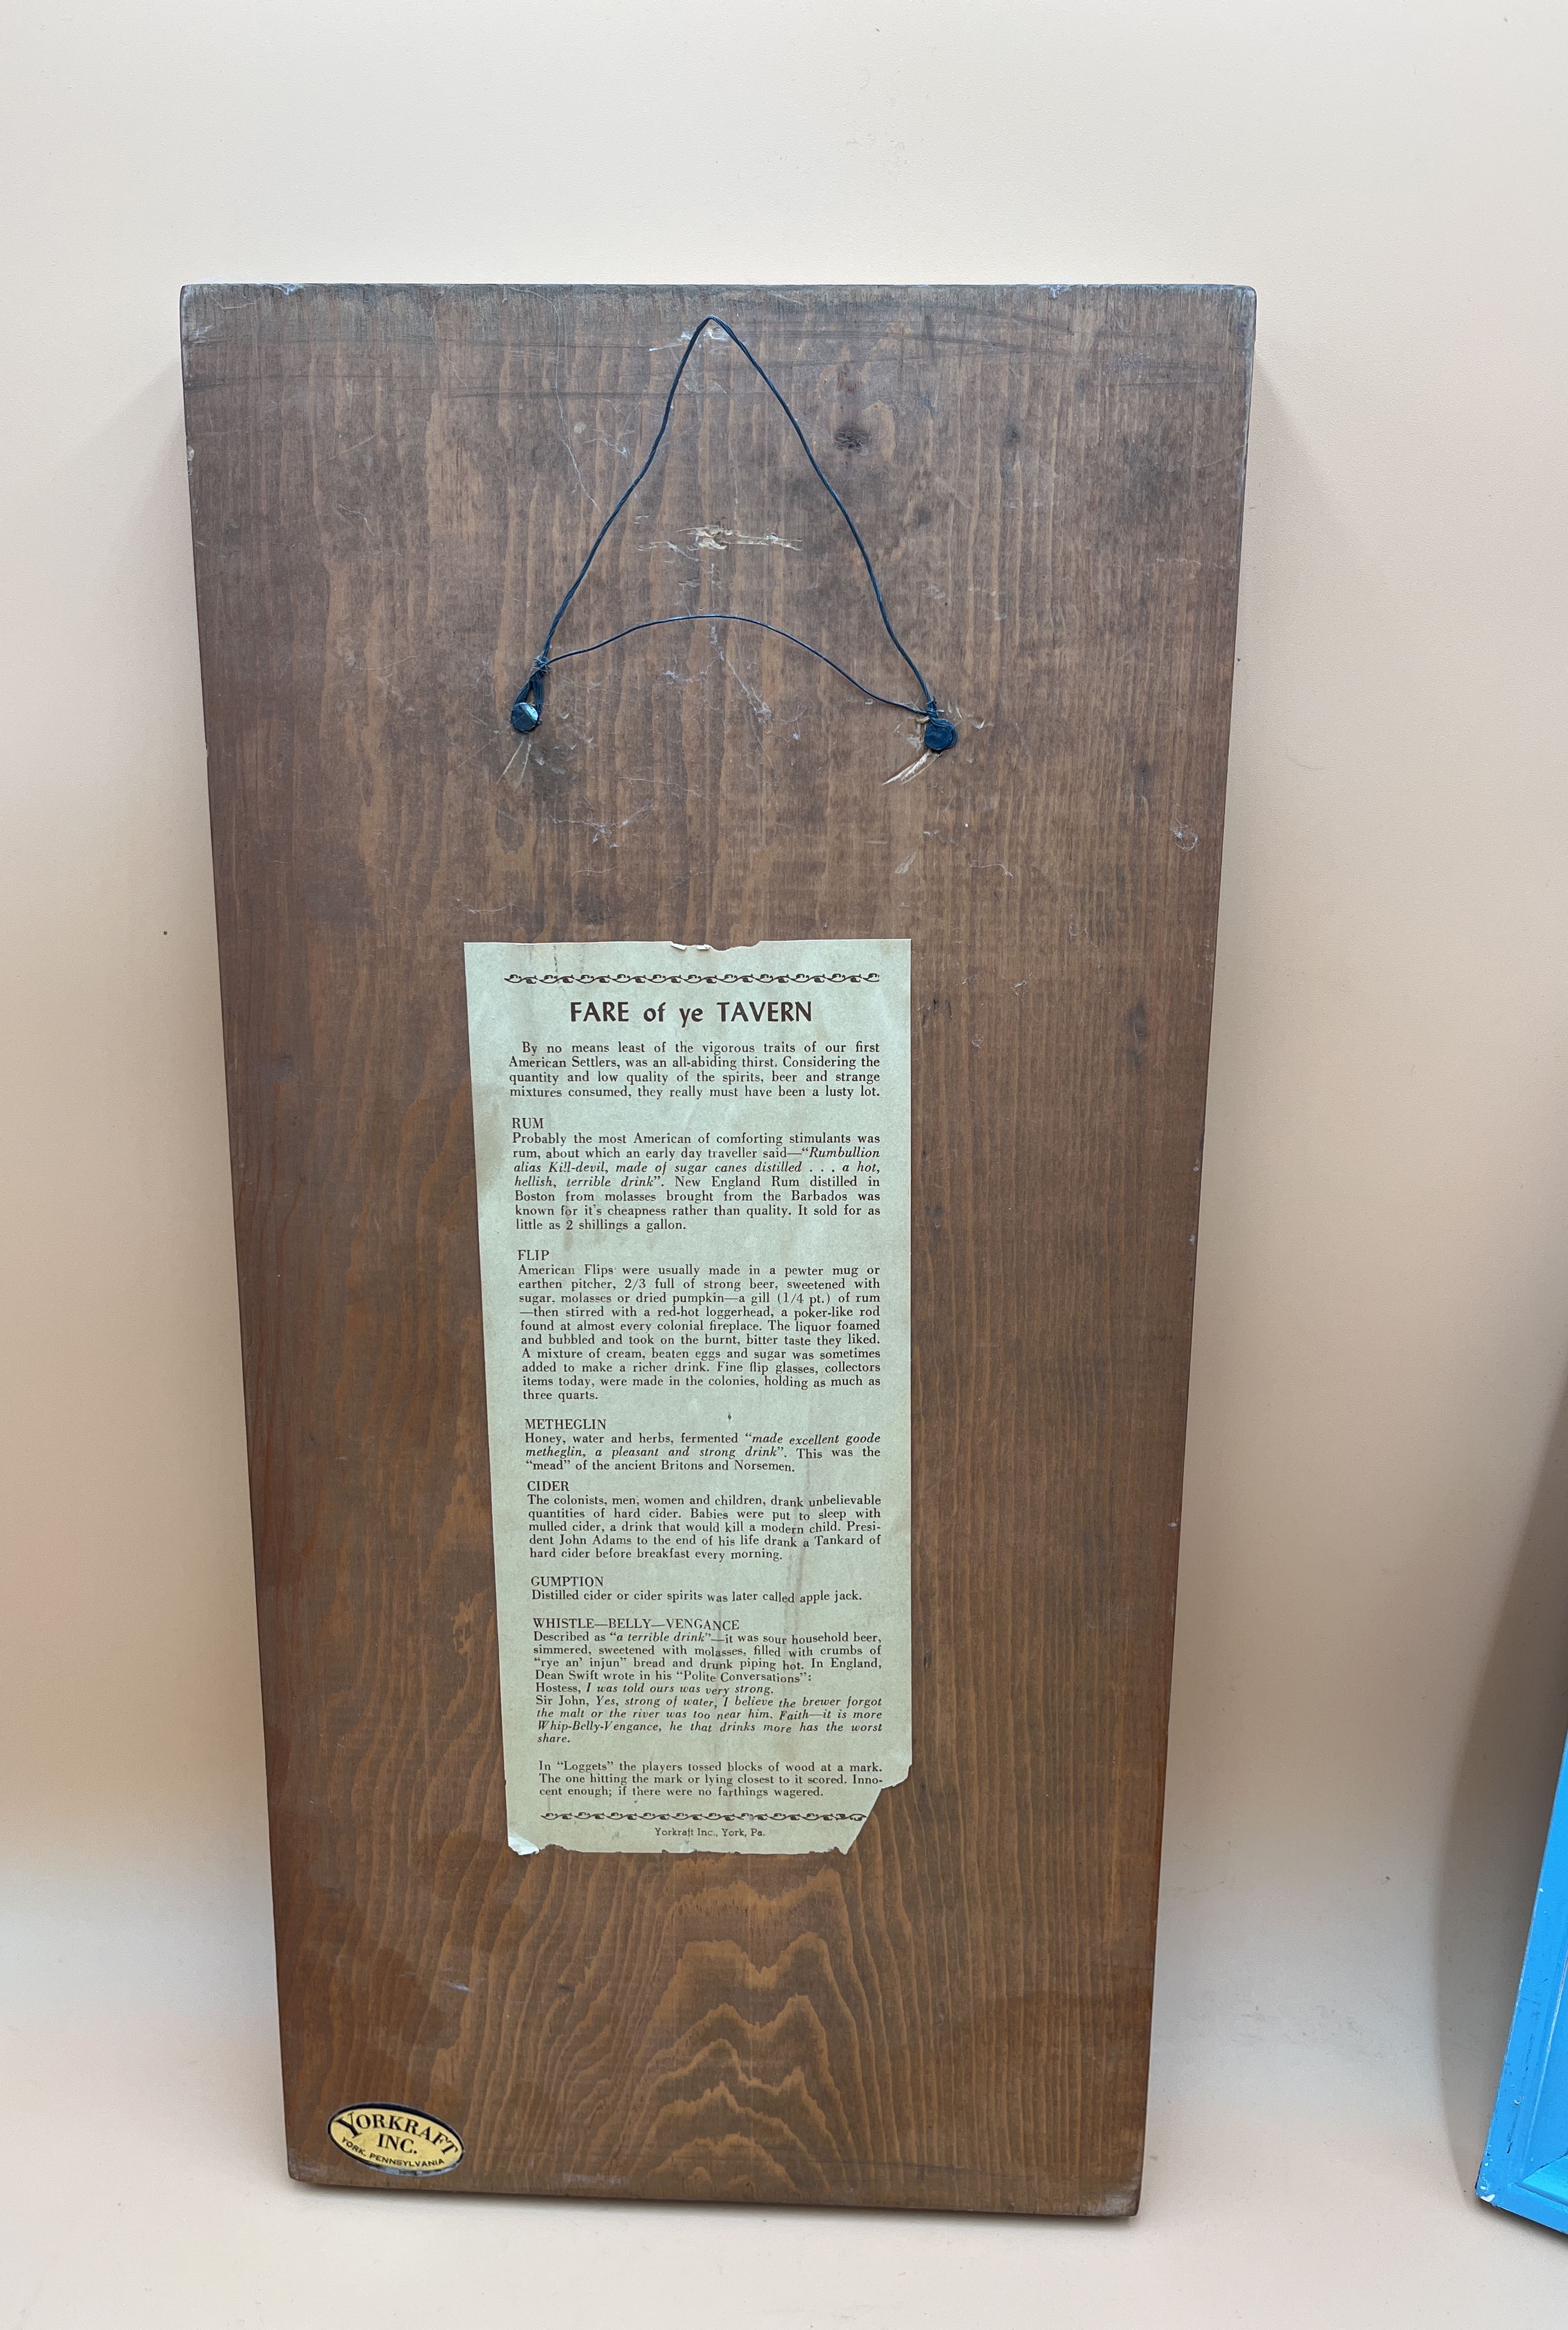 FARE of ye TAVERN
By no means least of the vigorous traits of our first
American Settlers, was an all-abiding thirst. Considering the
quantity and low quality of the spirits, beer and strange
mixtures consumed, they really must have been a lusty lot.
RUM
Probably the most American of comforting stimulants was
rum, about which an early day traveller said—“Rumbullion
alias Kill-devil, made of sugar canes distilled . . . a hot,
hellish, terrible drink”. New England Rum distilled in
Boston from molasses brought from the Barbados was
known for it's cheapness rather than quality. It sold for as
little as 2 shillings a gallon.
FLIP
American Flips were usually made in a pewter mug or
earthen pitcher, 2/3 full of strong beer, sweetened with
sugar, molasses or dried pumpkin—a gill (1/4 pt.) of rum
—then stirred with a red-hot loggerhead, a poker-like rod
found at almost every colonial fireplace. The liquor foamed
and bubbled and took on the burnt, bitter taste they liked.
A mixture of cream, beaten eggs and sugar was sometimes
added to make a richer drink. Fine flip glasses, collectors
items today, were made in the colonies, holding as much as
three quarts.
METHEGLIN
Honey, water and herbs, fermented “made excellent goode
metheglin, a pleasant and strong drink”. This was the
“mead” of the ancient Britons and Norsemen.
CIDER
The colonists, men, women and children, drank unbelievable
quantities of hard cider. Babies were put to sleep with
mulled cider, a drink that would kill a modern child. Presi-
dent John Adams to the end of his life drank a Tankard of
hard cider before breakfast every morning.
GUMPTION
Distilled cider or cider spirits was later called apple jack.
WHISTLE—BELLY—VENGANCE
Described as “a terrible drink”—it was sour household beer,
simmered, sweetened with molasses, filled with crumbs of
“rye an' injun” bread and drunk piping hot. In England,
Dean Swift wrote in his “Polite Conversations”:
Hostess, I was told ours was very strong.
Sir John, Yes, strong of water, I believe the brewer forgot
the malt or the river was too near him. Faith—it is more
Whip-Belly-Vengance, he that drinks more has the worst
share.
In “Loggets” the players tossed blocks of wood at a mark.
The one hitting the mark or lying closest to it scored. Inno-
cent enough; if there were no farthings wagered.
Yorkraft Inc., York, Pa.
YORKRAFT
INC.
YORK, PENNSYLVANIA